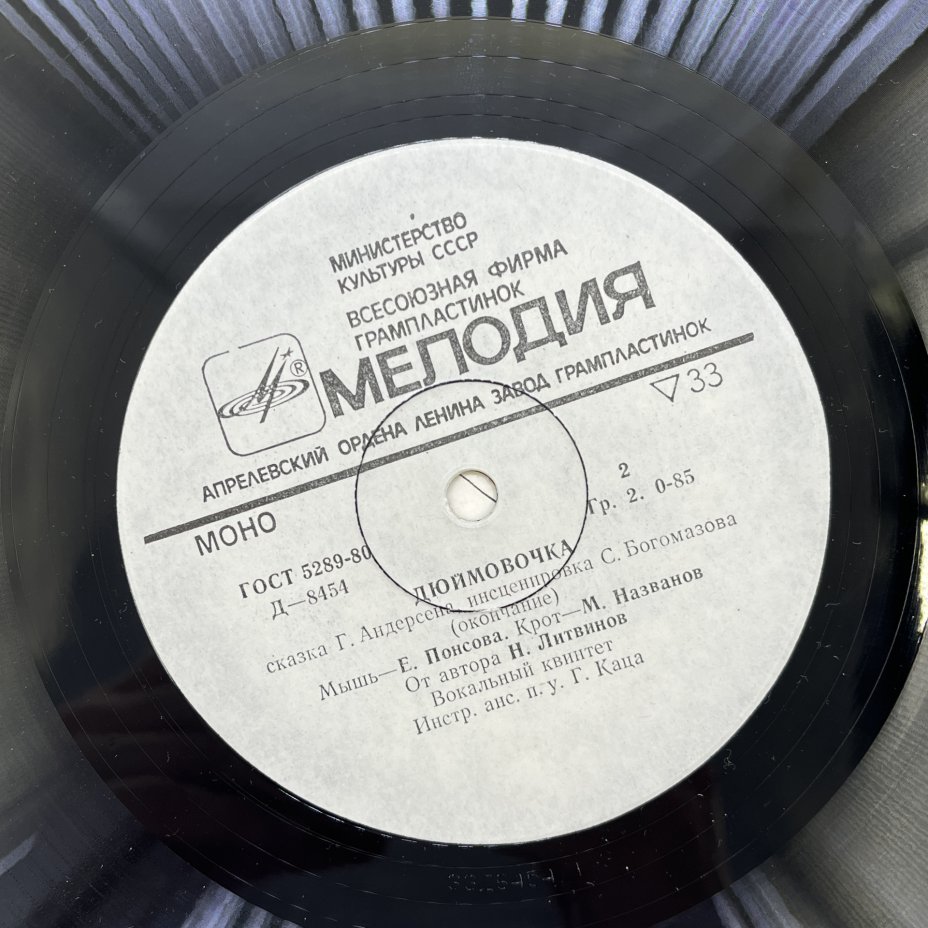 МИНИСТЕРСТВО
КУЛЬТУРЫ СССР
ВСЕСОЮЗНАЯ ФИРМА
ГРАМПЛАСТИНОК
МЕЛОДИЯ
®
АПРЕЛЕВСКИЙ ОРДЕНА ЛЕНИНА ЗАВОД ГРАМПЛАСТИНОК
МОНО
▽ 33
2
ГОСТ 5289-80
Гр. 2. 0-85
Д—8454
ДЮЙМОВОЧКА
сказка Г. Андерсена, инсценировка С. Богомазова
(окончание)
Мышь—Е. Понсова. Крот—М. Названов
От автора Н. Литвинов
Вокальный квинтет
Инстр. анс. п. у. Г. Каца